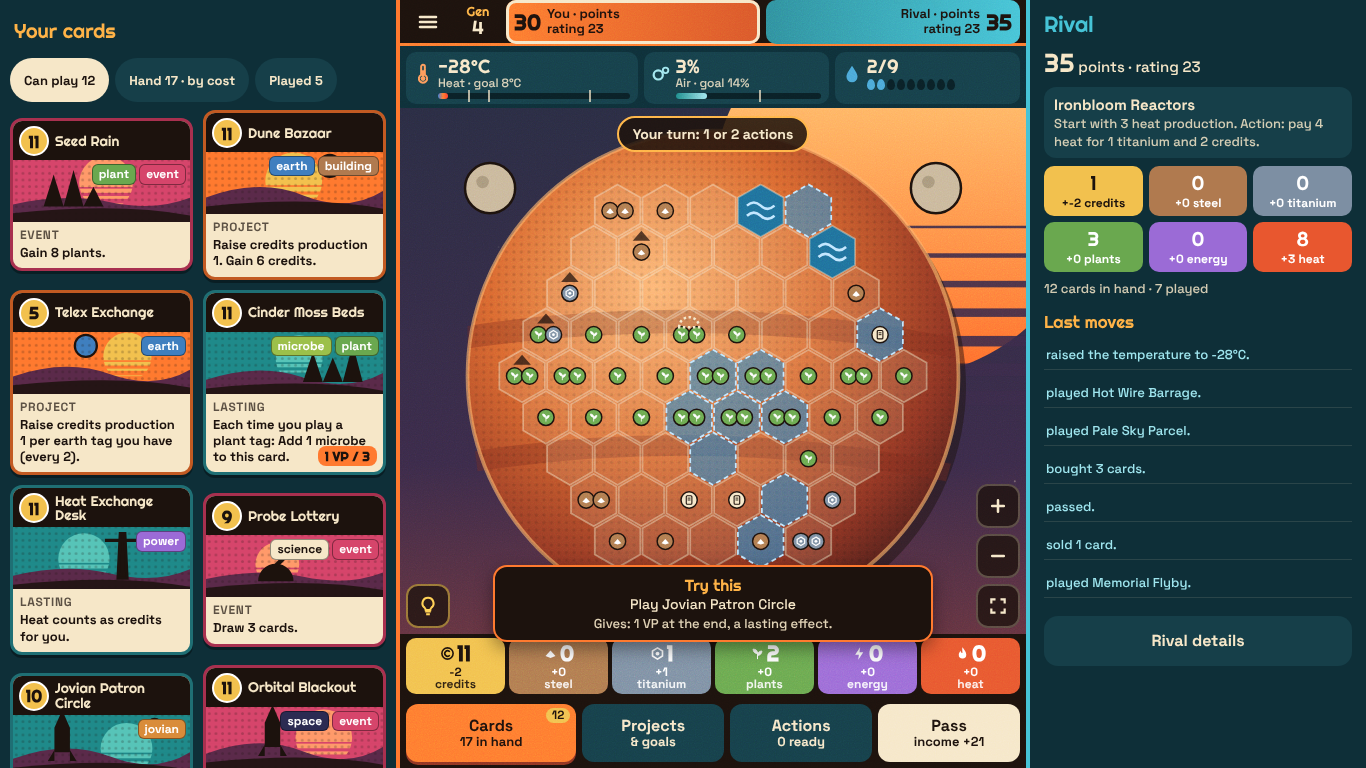 Your cards
Can play 12
Hand 17 · by cost
Played 5
11
Seed Rain
plant
event
EVENT
Gain 8 plants.
11
Dune Bazaar
earth
building
PROJECT
Raise credits production
1. Gain 6 credits.
5
Telex Exchange
earth
PROJECT
Raise credits production
1 per earth tag you have
(every 2).
11
Cinder Moss Beds
microbe
plant
LASTING
Each time you play a
plant tag: Add 1 microbe
to this card.
1 VP / 3
11
Heat Exchange
Desk
power
LASTING
Heat counts as credits
for you.
9
Probe Lottery
science
event
EVENT
Draw 3 cards.
10
Jovian Patron
Circle
jovian
11
Orbital Blackout
space
event
Gen
4
30
You · points
rating 23
Rival · points
rating 23
35
-28°C
Heat · goal 8°C
3%
Air · goal 14%
2/9
Your turn: 1 or 2 actions
Try this
Play Jovian Patron Circle
Gives: 1 VP at the end, a lasting effect.
11
-2
credits
0
+0
steel
1
+1
titanium
2
+0
plants
0
+0
energy
0
+0
heat
Cards
17 in hand
12
Projects
& goals
Actions
0 ready
Pass
income +21
Rival
35 points · rating 23
Ironbloom Reactors
Start with 3 heat production. Action: pay 4
heat for 1 titanium and 2 credits.
1
+-2 credits
0
+0 steel
0
+0 titanium
3
+0 plants
0
+0 energy
8
+3 heat
12 cards in hand · 7 played
Last moves
raised the temperature to -28°C.
played Hot Wire Barrage.
played Pale Sky Parcel.
bought 3 cards.
passed.
sold 1 card.
played Memorial Flyby.
Rival details